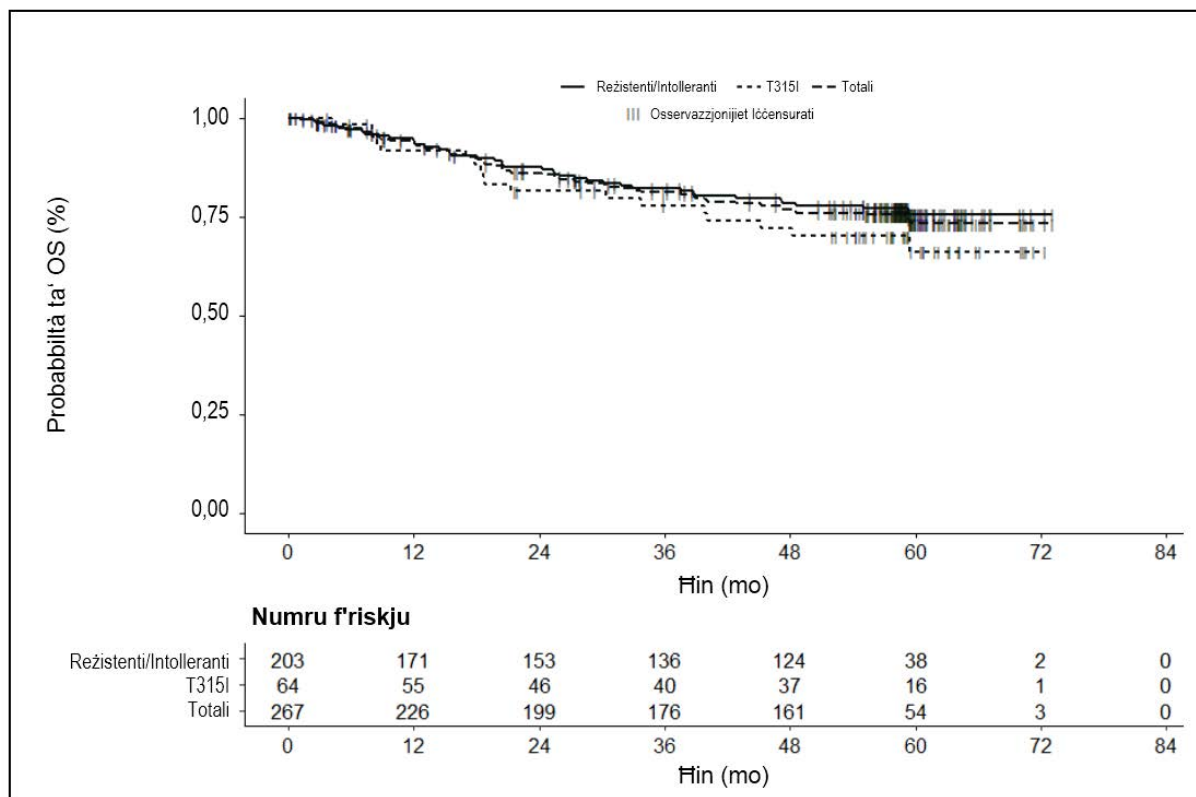 Reżistenti/Intolleranti T315I Totali
Osservazzjonijiet Iċċensurati
Probabbiltà ta' OS (%)
1,00
0,75
0,50
0,25
0,00
0 12 24 36 48 60 72 84
Ħin (mo)
Numru f'riskju
Reżistenti/Intolleranti 203 171 153 136 124 38 2 0
T315I 64 55 46 40 37 16 1 0
Totali 267 226 199 176 161 54 3 0
0 12 24 36 48 60 72 84
Ħin (mo)